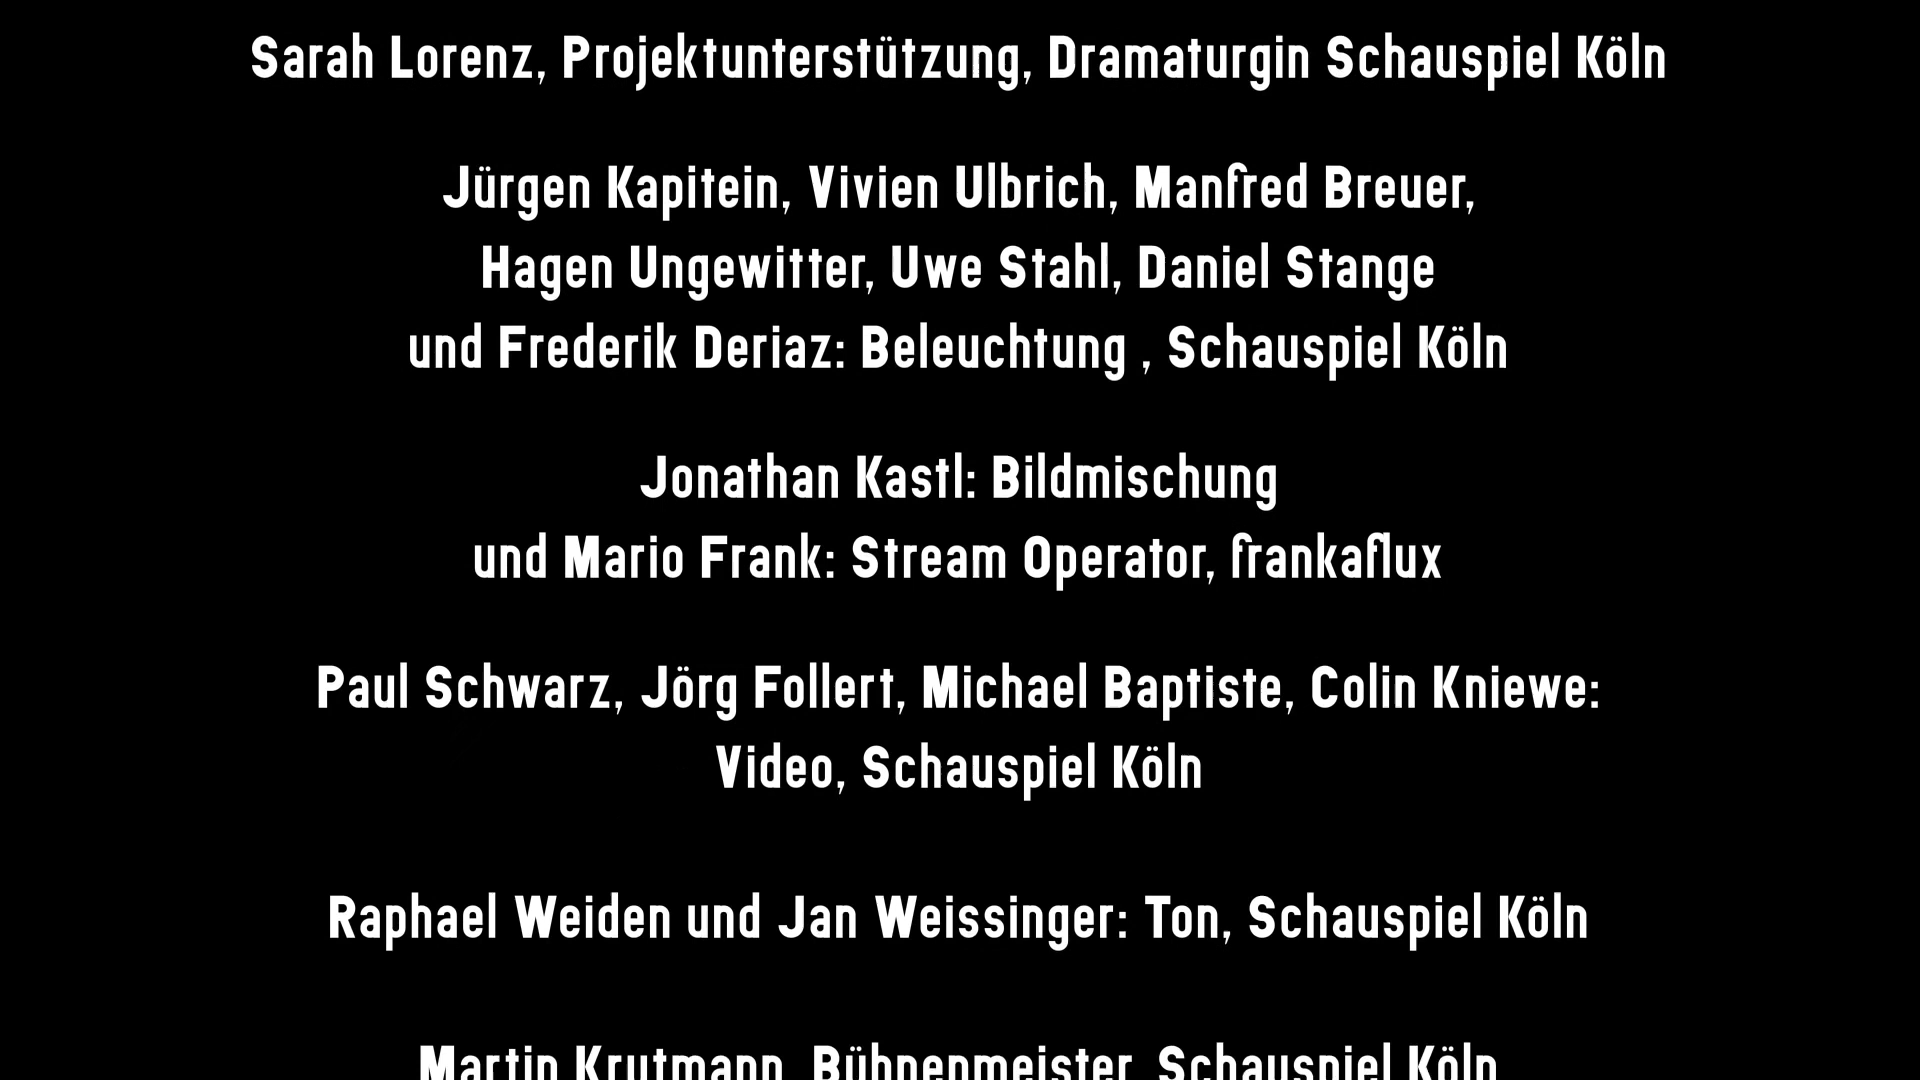 Sarah Lorenz, Projektunterstützung, Dramaturgin Schauspiel Köln
Jürgen Kapitein, Vivien Ulbrich, Manfred Breuer,
Hagen Ungewitter, Uwe Stahl, Daniel Stange
und Frederik Deriaz: Beleuchtung , Schauspiel Köln
Jonathan Kastl: Bildmischung
und Mario Frank: Stream Operator, frankaflux
Paul Schwarz, Jörg Follert, Michael Baptiste, Colin Kniewe:
Video, Schauspiel Köln
Raphael Weiden und Jan Weissinger: Ton, Schauspiel Köln
Martin Krutmann, Bühnenmeister, Schauspiel Köln